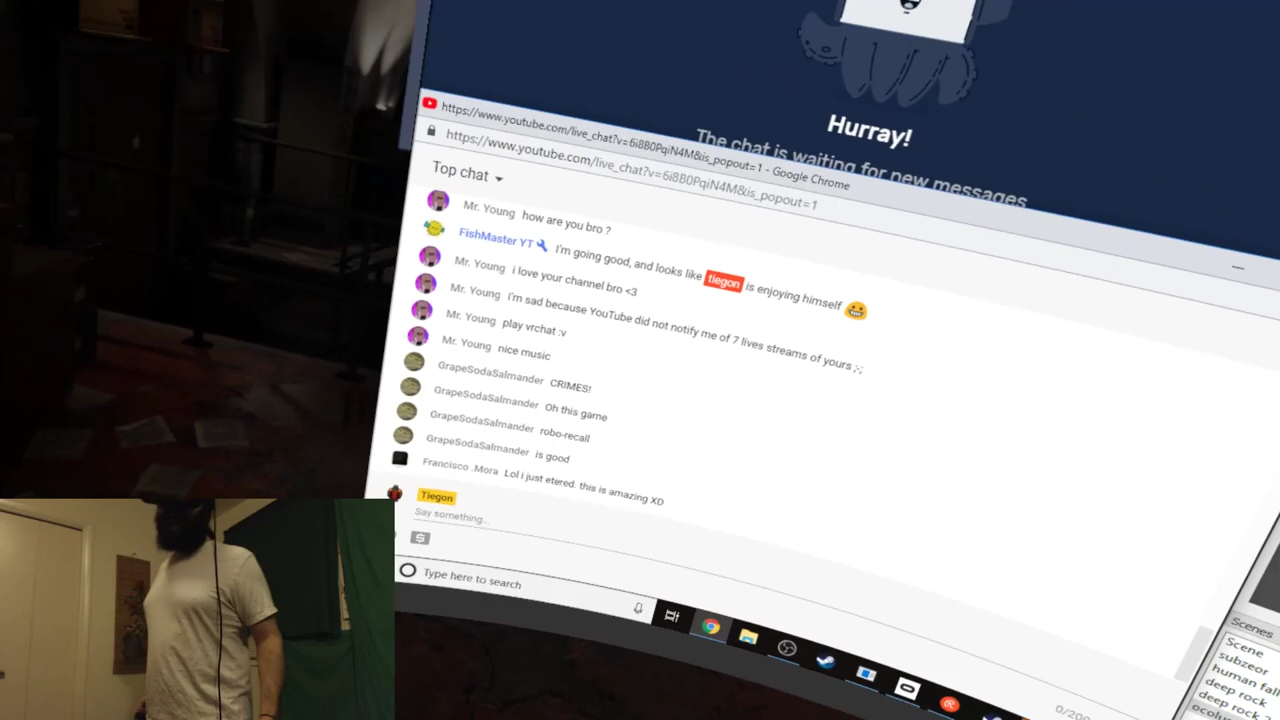 Hurray!
The chat is waiting for new messages
https://www.youtube.com/live_chat?v=6i8B0PqiN4M&is_popout=1 - Google Chrome
https://www.youtube.com/live_chat?v=6i8B0PqiN4M&is_popout=1
Top chat
Mr. Young how are you bro ?
FishMaster YT I'm going good, and looks like tiegon is enjoying himself 😬
Mr. Young i love your channel bro <3
Mr. Young I'm sad because YouTube did not notify me of 7 lives streams of yours ;-;
Mr. Young play vrchat :v
Mr. Young nice music
GrapeSodaSalmander CRIMES!
GrapeSodaSalmander Oh this game
GrapeSodaSalmander robo-recall
GrapeSodaSalmander is good
Francisco .Mora Lol i just etered. this is amazing XD
Tiegon
Say something...
0/200
Type here to search
Scenes
Scene
subzeor
human fall
deep rock
deep rock